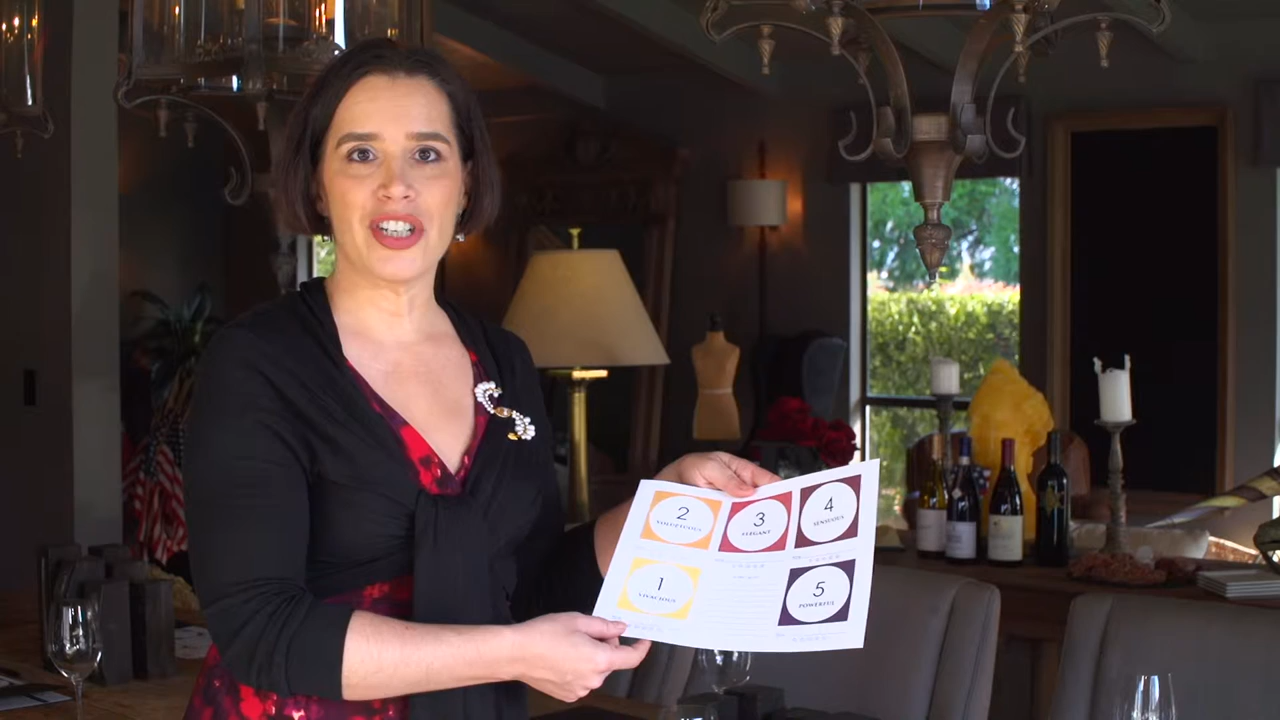 2
VOLUPTUOUS
3
ELEGANT
4
SENSUOUS
1
VIVACIOUS
5
POWERFUL